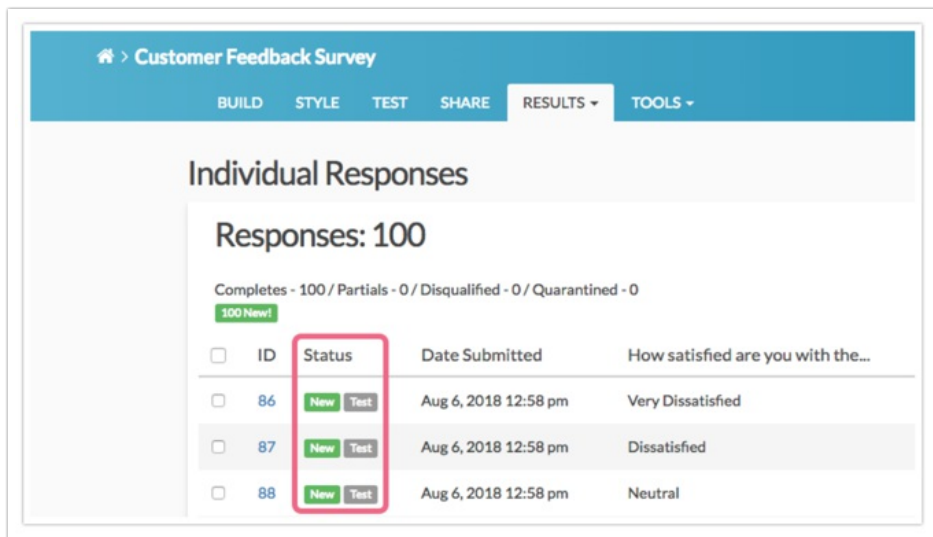 > Customer Feedback Survey
BUILD STYLE TEST SHARE RESULTS TOOLS
Individual Responses
Responses: 100
Completes - 100 / Partials - 0 / Disqualified - 0 / Quarantined - 0
100 New!
ID Status Date Submitted How satisfied are you with the...
86 New Test Aug 6, 2018 12:58 pm Very Dissatisfied
87 New Test Aug 6, 2018 12:58 pm Dissatisfied
88 New Test Aug 6, 2018 12:58 pm Neutral